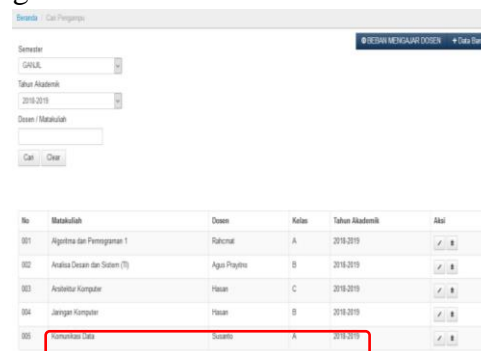 Beranda / Cari Pengampu
BEBAN MENGAJAR DOSEN + Data Baru
Semester
GANJIL
Tahun Akademik
2018-2019
Dosen / Matakuliah
Cari Clear
No Matakuliah Dosen Kelas Tahun Akademik Aksi
001 Algoritma dan Pemrograman 1 Rahcmat A 2018-2019
002 Analisa Desain dan Sistem (TI) Agus Prayitno B 2018-2019
003 Arsitektur Komputer Hasan C 2018-2019
004 Jaringan Komputer Hasan B 2018-2019
005 Komunikasi Data Susanto A 2018-2019